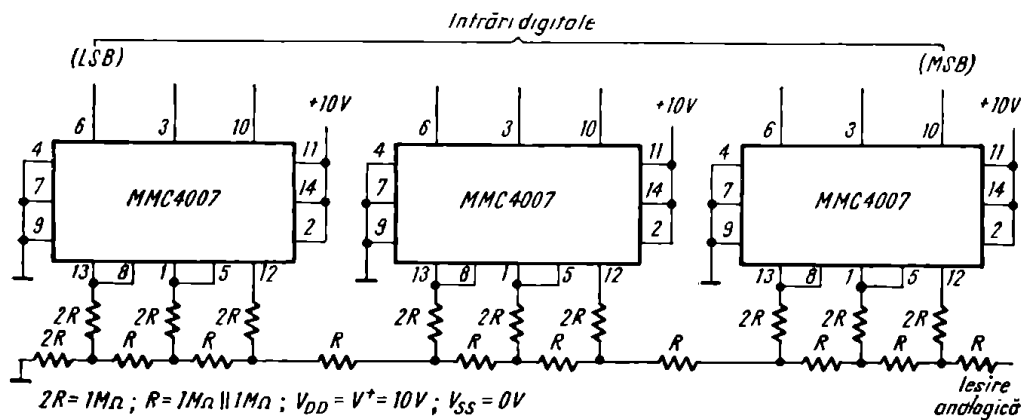 Intrări digitale
(LSB) (MSB)
+10V +10V +10V
6 3 10 6 3 10 6 3 10
4 11 4 11 4 11
7 MMC4007 14 7 MMC4007 14 7 MMC4007 14
9 2 9 2 9 2
13 8 1 5 12 13 8 1 5 12 13 8 1 5 12
2R 2R 2R 2R 2R 2R 2R 2R 2R
2R R R R R R R R R R
Iesire
analogică
2R = 1MΩ ; R = 1MΩ || 1MΩ ; V_DD = V⁺ = 10V ; V_SS = 0V